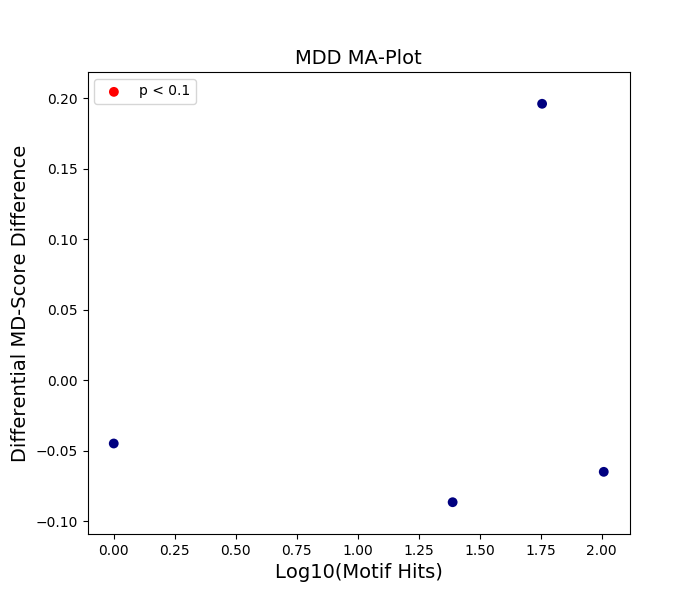 MDD MA-Plot
p < 0.1
Differential MD-Score Difference
0.20
0.15
0.10
0.05
0.00
−0.05
−0.10
0.00 0.25 0.50 0.75 1.00 1.25 1.50 1.75 2.00
Log10(Motif Hits)